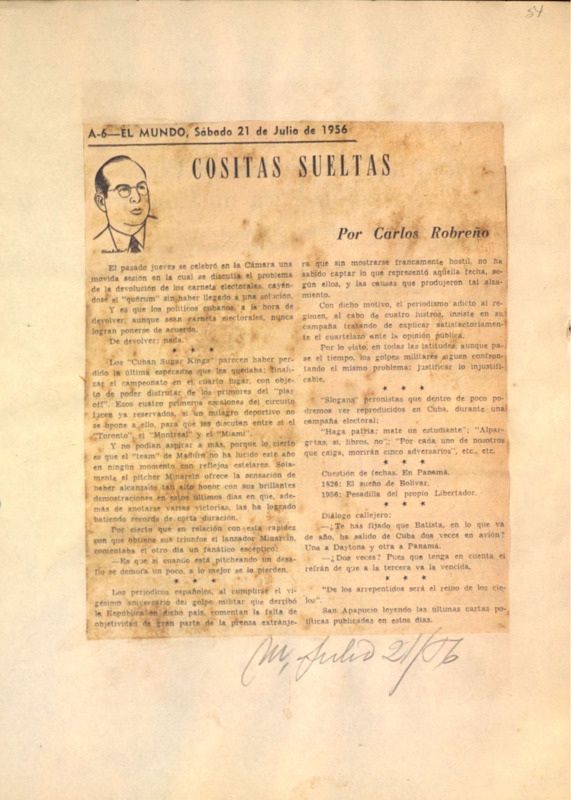 54
A-6—EL MUNDO, Sábado 21 de Julio de 1956
COSITAS SUELTAS
Por Carlos Robreño
El pasado jueves se celebró en la Cámara una
movida sesión en la cual se discutía el problema
de la devolución de los carnets electorales, cayén-
dose el "quórum" sin haber llegado a una solución.
Y es que los políticos cubanos, a la hora de
devolver, aunque sean carnets electorales, nunca
logran ponerse de acuerdo.
De devolver: nada.
* * *
Los "Cuban Sugar Kings" parecen haber per-
dido la última esperanza que les quedaba: finali-
zar el campeonato en el cuarto lugar, con obje-
to de poder disfrutar de los primores del "play
off". Esos cuatro primeros escaños del circuito
lucen ya reservados, si un milagro deportivo no
se opone a ello, para que los discutan entre sí el
"Toronto", el "Montreal" y el "Miami".
Y no podían aspirar a más, porque lo cierto
es que el "team" de Maduro no ha lucido este año
en ningún momento con reflejos estelares. Sola-
mente el pitcher Minarcin ofrece la sensación de
haber alcanzado tan alto honor con sus brillantes
demostraciones en estos últimos días en que, ade-
más de anotarse varias victorias, las ha logrado
batiendo records de corta duración.
Por cierto que en relación con esta rapidez
con que obtiene sus triunfos el lanzador Minarcin,
comentaba el otro día un fanático escéptico:
—Es que si cuando está pitcheando un desa-
fío se demora un poco, a lo mejor se lo pierden.
* * *
Los periódicos españoles, al cumplirse el vi-
gésimo aniversario del golpe militar que derribó
la República en dicho país, comentan la falta de
objetividad de gran parte de la prensa extranje-
ra que sin mostrarse francamente hostil, no ha
sabido captar lo que representó aquella fecha, se-
gún ellos, y las causas que produjeron tal alza-
miento.
Con dicho motivo, el periodismo adicto al ré-
gimen, al cabo de cuatro lustros, insiste en su
campaña tratando de explicar satisfactoriamen-
te el cuartelazo ante la opinión pública.
Por lo visto, en todas las latitudes, aunque pa-
se el tiempo, los golpes militares siguen confron-
tando el mismo problema: justificar lo injustifi-
cable.
* * *
"Slogans" peronistas que dentro de poco po-
dremos ver reproducidos en Cuba, durante una
campaña electoral:
"Haga patria: mate un estudiante"; "Alpar-
gatas, sí, libros, no"; "Por cada uno de nosotros
que caiga, morirán cinco adversarios", etc., etc.
* * *
Cuestión de fechas. En Panamá.
1826: El sueño de Bolívar.
1956: Pesadilla del propio Libertador.
* * *
Diálogo callejero:
—¿Te has fijado que Batista, en lo que va
de año, ha salido de Cuba dos veces en avión?
Una a Daytona y otra a Panamá.
—¿Dos veces? Pues que tenga en cuenta el
refrán de que a la tercera va la vencida.
* * *
"De los arrepentidos será el reino de los cie-
los".
San Apapucio leyendo las últimas cartas po-
líticas publicadas en estos días.
M, Julio 21/56